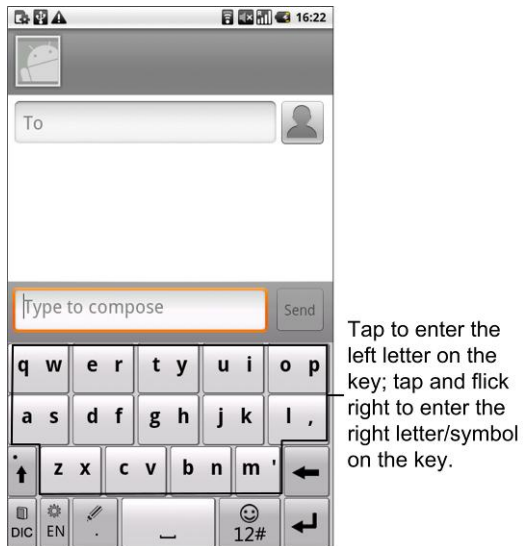 16:22
To
Type to compose
Send
q w e r t y u i o p
a s d f g h j k l ,
z x c v b n m '
DIC EN . 12#
Tap to enter the
left letter on the
key; tap and flick
right to enter the
right letter/symbol
on the key.